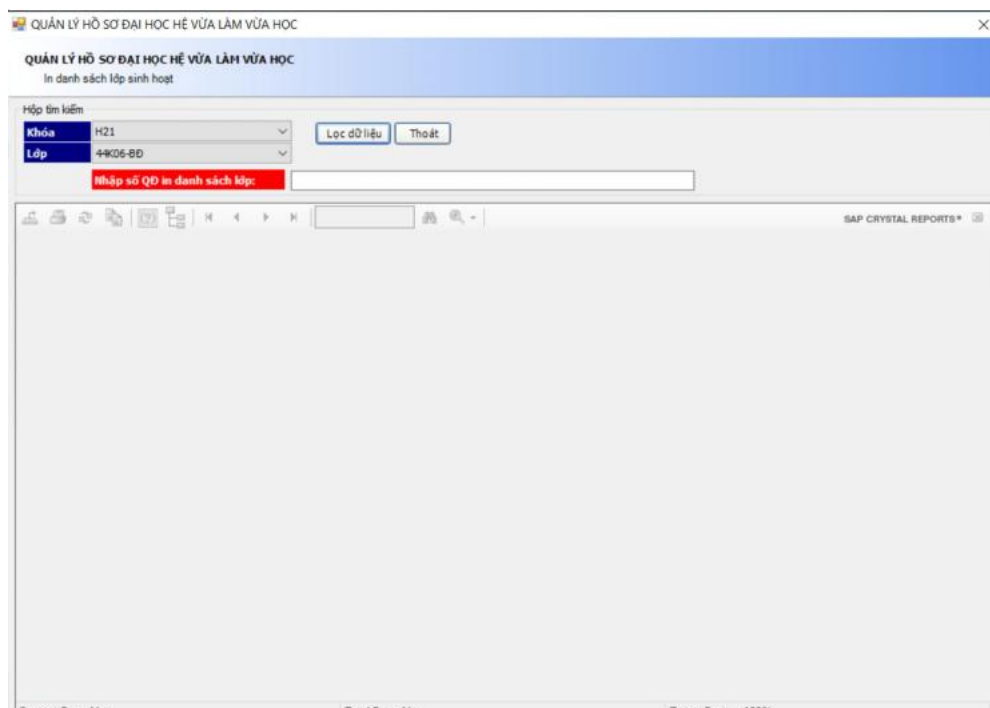 QUẢN LÝ HỒ SƠ ĐẠI HỌC HỆ VỪA LÀM VỪA HỌC
QUẢN LÝ HỒ SƠ ĐẠI HỌC HỆ VỪA LÀM VỪA HỌC
In danh sách lớp sinh hoạt
Hộp tìm kiếm
Khóa H21 Lọc dữ liệu Thoát
Lớp 44K06-BĐ
Nhập số QĐ in danh sách lớp:
SAP CRYSTAL REPORTS®